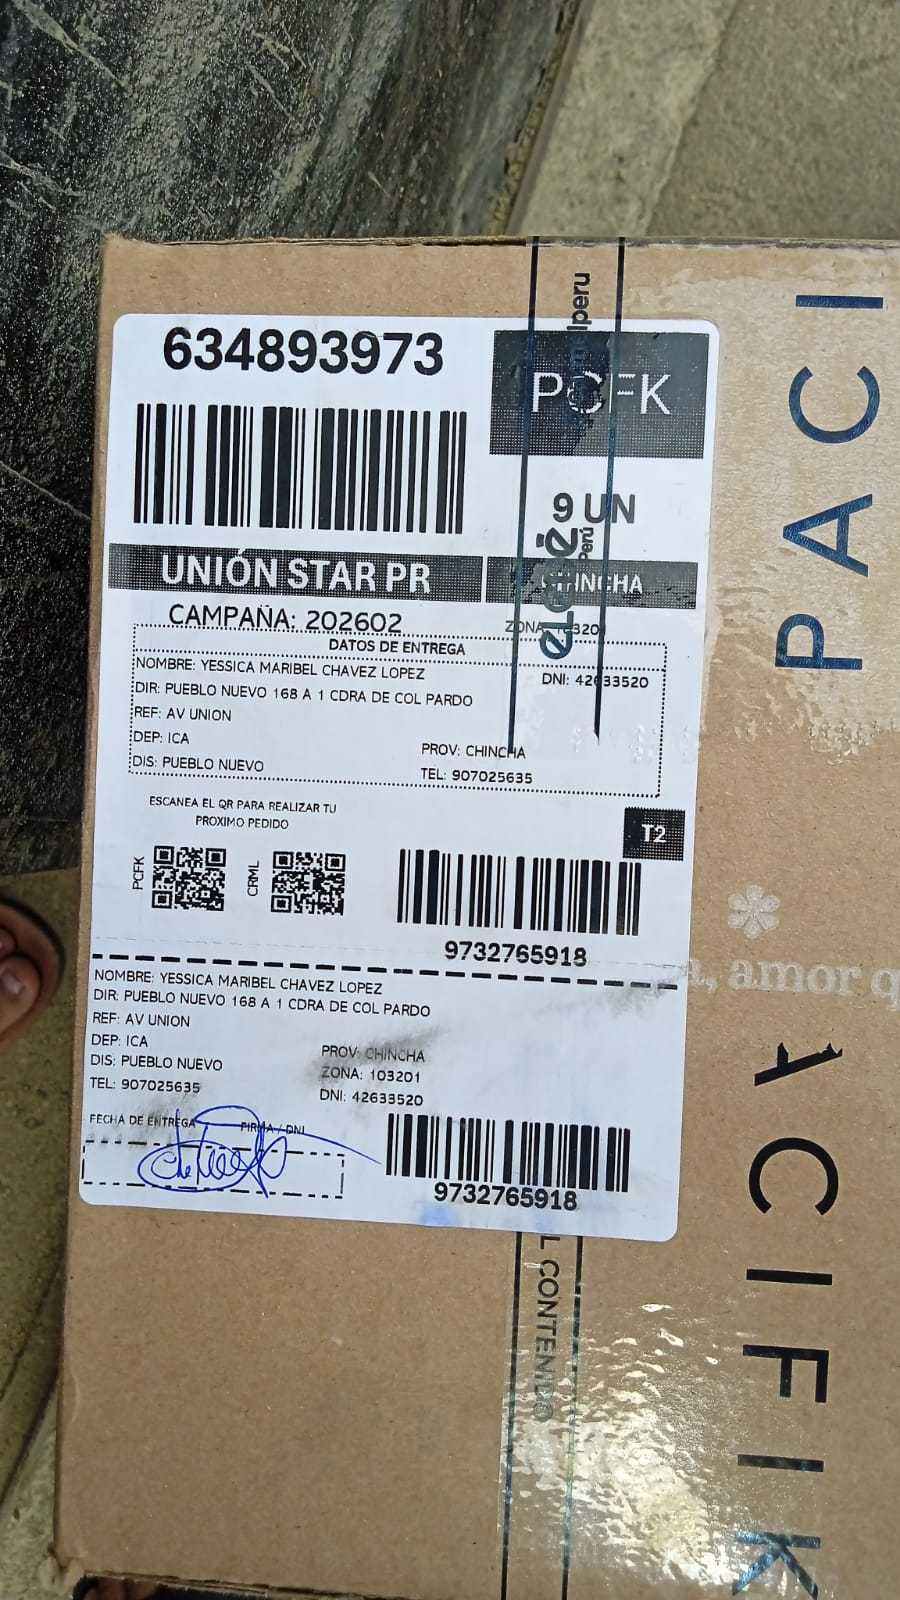 634893973
PCFK
9 UN
UNIÓN STAR PR
CHINCHA
CAMPAÑA: 202602
ZONA: 103201
DATOS DE ENTREGA
NOMBRE: YESSICA MARIBEL CHAVEZ LOPEZ
DNI: 42633520
DIR: PUEBLO NUEVO 168 A 1 CDRA DE COL PARDO
REF: AV UNION
DEP: ICA
PROV: CHINCHA
DIS: PUEBLO NUEVO
TEL: 907025635
ESCANEA EL QR PARA REALIZAR TU
PROXIMO PEDIDO
T2
PCFK
CRML
9732765918
NOMBRE: YESSICA MARIBEL CHAVEZ LOPEZ
DIR: PUEBLO NUEVO 168 A 1 CDRA DE COL PARDO
REF: AV UNION
DEP: ICA
PROV: CHINCHA
DIS: PUEBLO NUEVO
ZONA: 103201
TEL: 907025635
DNI: 42633520
FECHA DE ENTREGA
FIRMA / DNI
9732765918
L CONTENIDO
PACI
amor q
ACIFIK